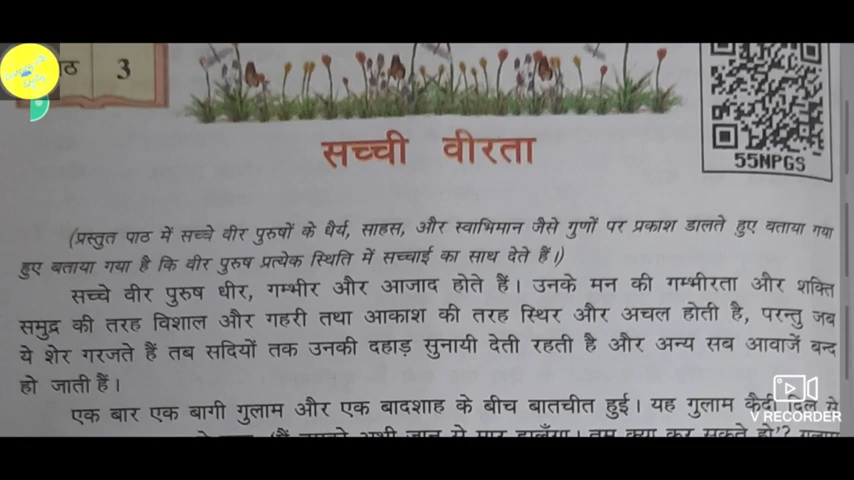 3
सच्ची वीरता
55NPGS
(प्रस्तुत पाठ में सच्चे वीर पुरुषों के धैर्य, साहस, और स्वाभिमान जैसे गुणों पर प्रकाश डालते हुए बताया गया
हुए बताया गया है कि वीर पुरुष प्रत्येक स्थिति में सच्चाई का साथ देते हैं।)
सच्चे वीर पुरुष धीर, गम्भीर और आजाद होते हैं। उनके मन की गम्भीरता और शक्ति
समुद्र की तरह विशाल और गहरी तथा आकाश की तरह स्थिर और अचल होती है, परन्तु जब
ये शेर गरजते हैं तब सदियों तक उनकी दहाड़ सुनायी देती रहती है और अन्य सब आवाजें बन्द
हो जाती हैं।
एक बार एक बागी गुलाम और एक बादशाह के बीच बातचीत हुई। यह गुलाम कैदी दिल से
V RECORDER